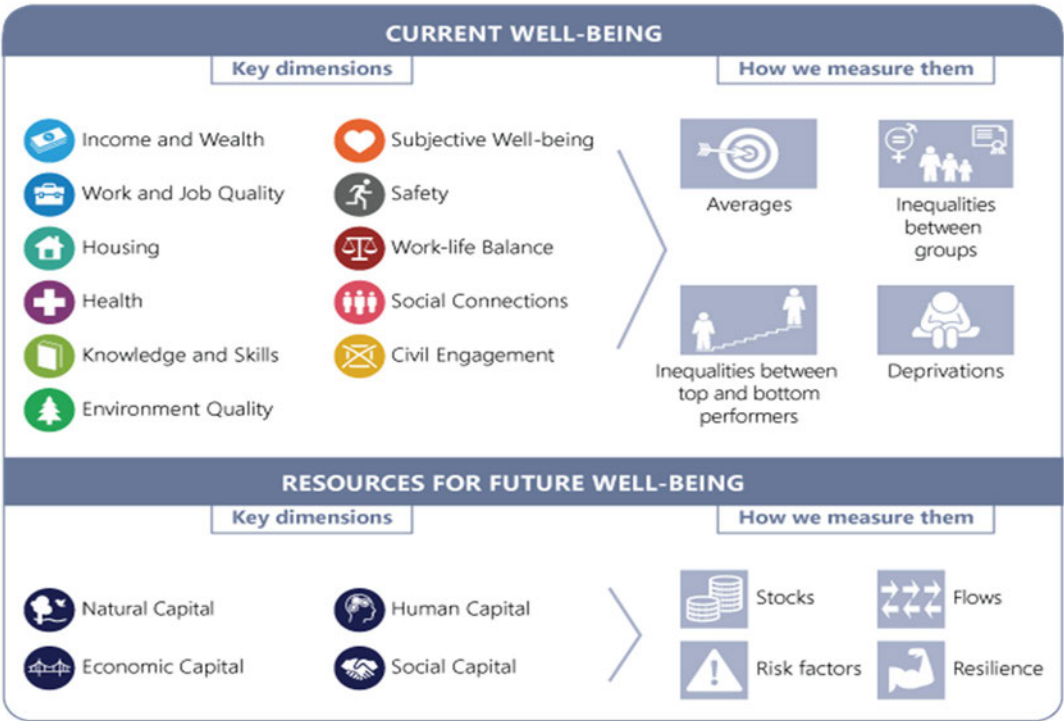 CURRENT WELL-BEING
Key dimensions
How we measure them
Income and Wealth
Work and Job Quality
Housing
Health
Knowledge and Skills
Environment Quality
Subjective Well-being
Safety
Work-life Balance
Social Connections
Civil Engagement
Averages
Inequalities
between
groups
Inequalities between
top and bottom
performers
Deprivations
RESOURCES FOR FUTURE WELL-BEING
Key dimensions
How we measure them
Natural Capital
Economic Capital
Human Capital
Social Capital
Stocks
Flows
Risk factors
Resilience